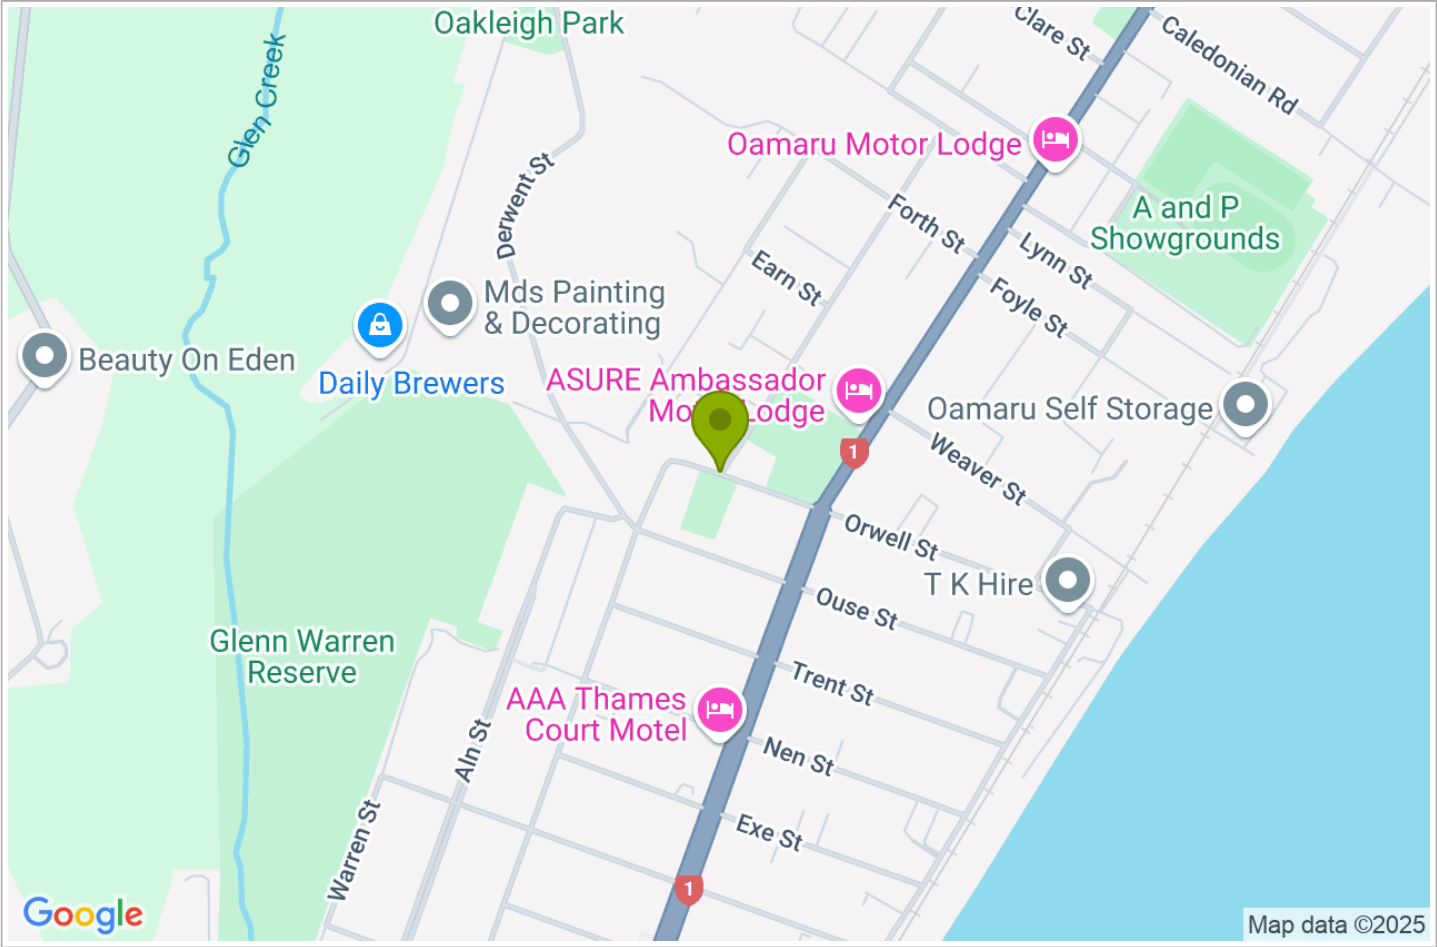 Oakleigh Park
Clare St
Caledonian Rd
Glen Creek
Oamaru Motor Lodge
Derwent St
Forth St
A and P
Showgrounds
Lynn St
Earn St
Foyle St
Mds Painting
& Decorating
Beauty On Eden
Daily Brewers
ASURE Ambassador
Lodge
Oamaru Self Storage
1
Weaver St
Orwell St
T K Hire
Ouse St
Glenn Warren
Reserve
Trent St
AAA Thames
Court Motel
Aln St
Nen St
Warren St
Exe St
1
Google
Map data ©2025